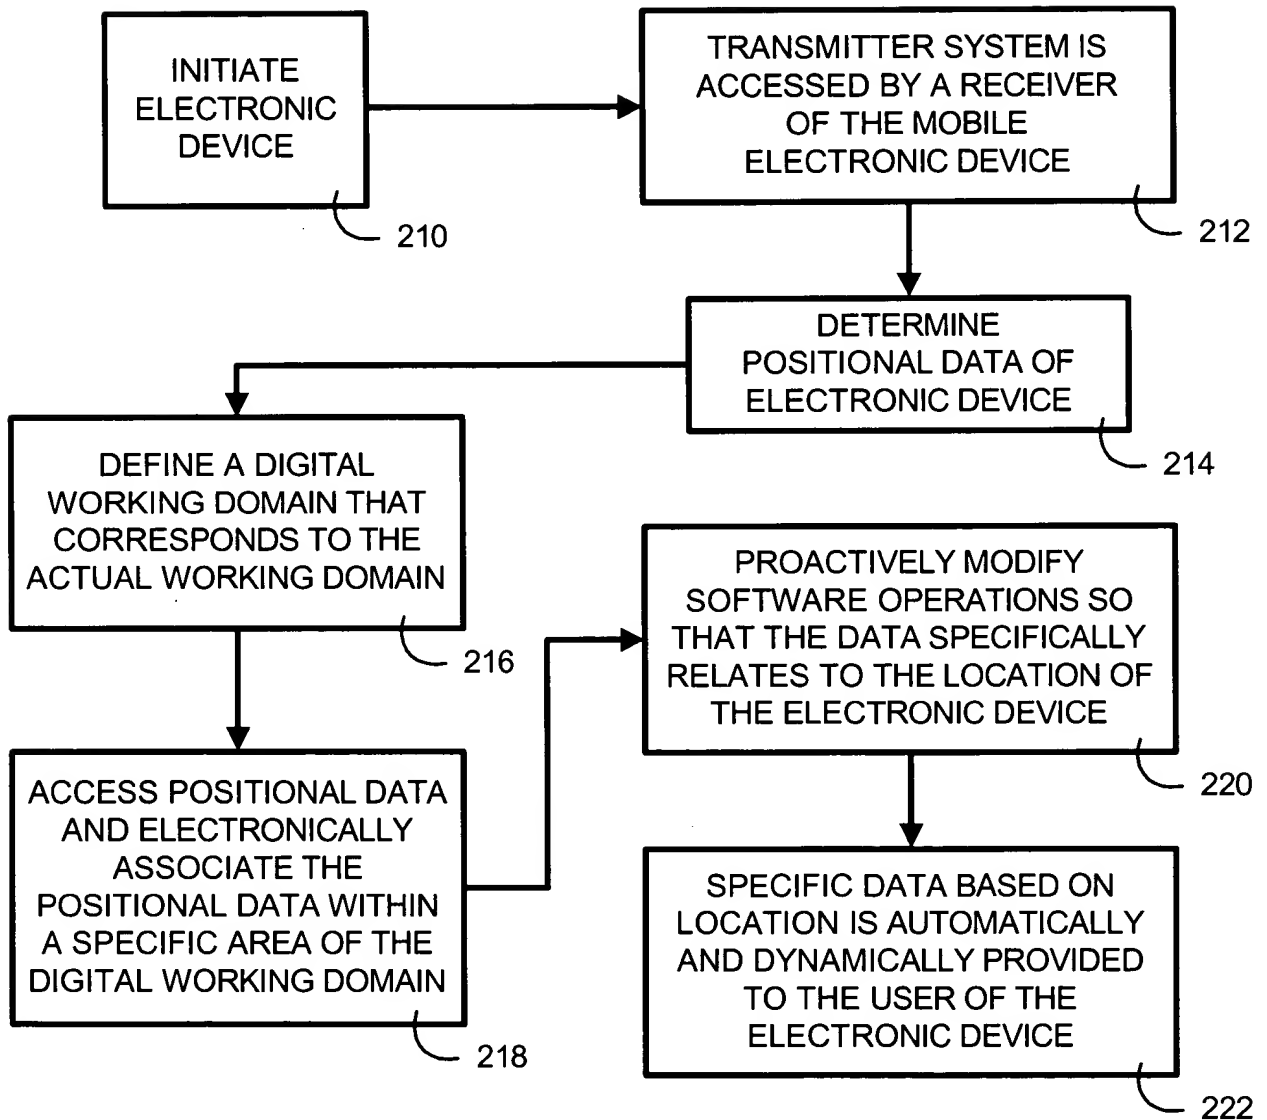 INITIATE
ELECTRONIC
DEVICE
210
TRANSMITTER SYSTEM IS
ACCESSED BY A RECEIVER
OF THE MOBILE
ELECTRONIC DEVICE
212
DETERMINE
POSITIONAL DATA OF
ELECTRONIC DEVICE
214
DEFINE A DIGITAL
WORKING DOMAIN THAT
CORRESPONDS TO THE
ACTUAL WORKING DOMAIN
216
ACCESS POSITIONAL DATA
AND ELECTRONICALLY
ASSOCIATE THE
POSITIONAL DATA WITHIN
A SPECIFIC AREA OF THE
DIGITAL WORKING DOMAIN
218
PROACTIVELY MODIFY
SOFTWARE OPERATIONS SO
THAT THE DATA SPECIFICALLY
RELATES TO THE LOCATION OF
THE ELECTRONIC DEVICE
220
SPECIFIC DATA BASED ON
LOCATION IS AUTOMATICALLY
AND DYNAMICALLY PROVIDED
TO THE USER OF THE
ELECTRONIC DEVICE
222